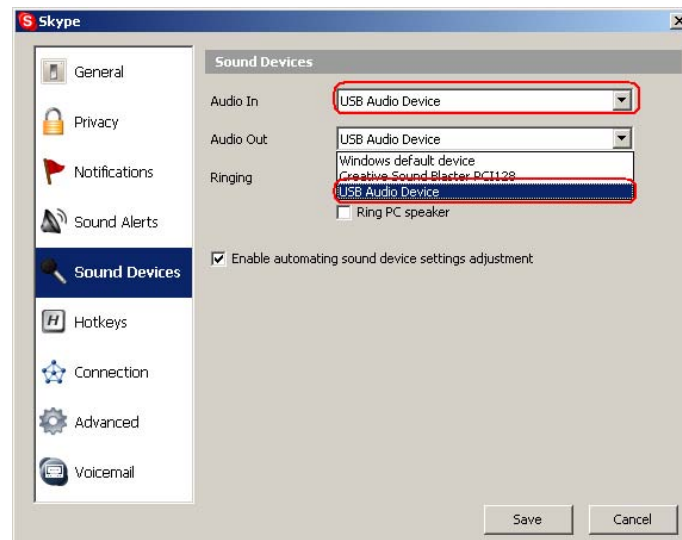 Skype
General
Privacy
Notifications
Sound Alerts
Sound Devices
Hotkeys
Connection
Advanced
Voicemail
Sound Devices
Audio In
USB Audio Device
Audio Out
USB Audio Device
Windows default device
Creative Sound Blaster PCI128
USB Audio Device
Ringing
Ring PC speaker
Enable automating sound device settings adjustment
Save
Cancel